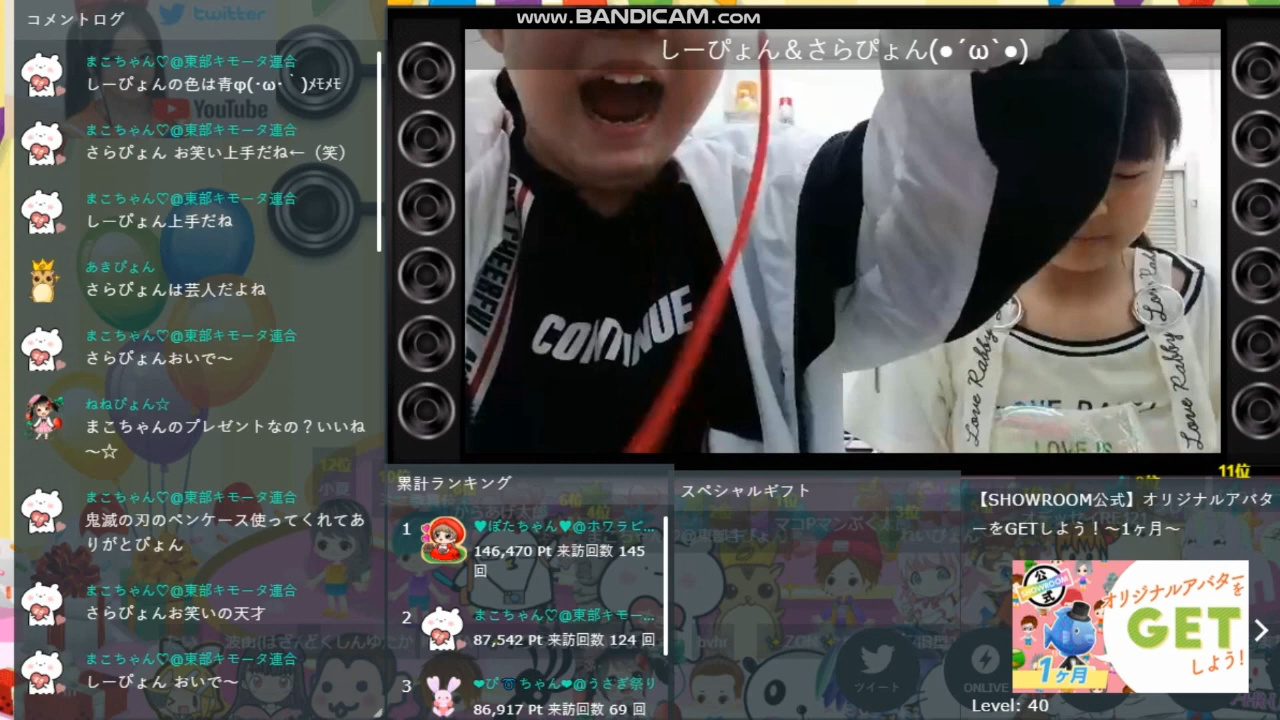 www.BANDICAM.com
コメントログ
twitter
YouTube
まこちゃん♡@東部キモータ連合
しーぴょんの色は青φ(･ω･｀)ﾒﾓﾒﾓ
まこちゃん♡@東部キモータ連合
さらぴょん お笑い上手だね←（笑）
まこちゃん♡@東部キモータ連合
しーぴょん上手だね
あきぴょん
さらぴょんは芸人だよね
まこちゃん♡@東部キモータ連合
さらぴょんおいで〜
ねねぴょん☆
まこちゃんのプレゼントなの？いいね
〜☆
まこちゃん♡@東部キモータ連合
鬼滅の刃のペンケース使ってくれてあ
りがとぴょん
まこちゃん♡@東部キモータ連合
さらぴょんお笑いの天才
まこちゃん♡@東部キモータ連合
しーぴょん おいで〜
しーぴょん＆さらぴょん(●´ω`●)
CONTINUE
Love Rabby
Love Rabby
LOVE IS
11位
12位
累計ランキング
1
♥ぽたちゃん♥@ホワラビ...
146,470 Pt 来訪回数 145
回
2
まこちゃん♡@東部キモー...
87,542 Pt 来訪回数 124 回
3
86,917 Pt 来訪回数 69 回
スペシャルギフト
ツイート
ONLIVE
【SHOWROOM公式】オリジナルアバタ
ーをGETしよう！〜1ヶ月〜
SHOWROOM
公式
オリジナルアバターを
GET
しよう!
1ヶ月
Level: 40